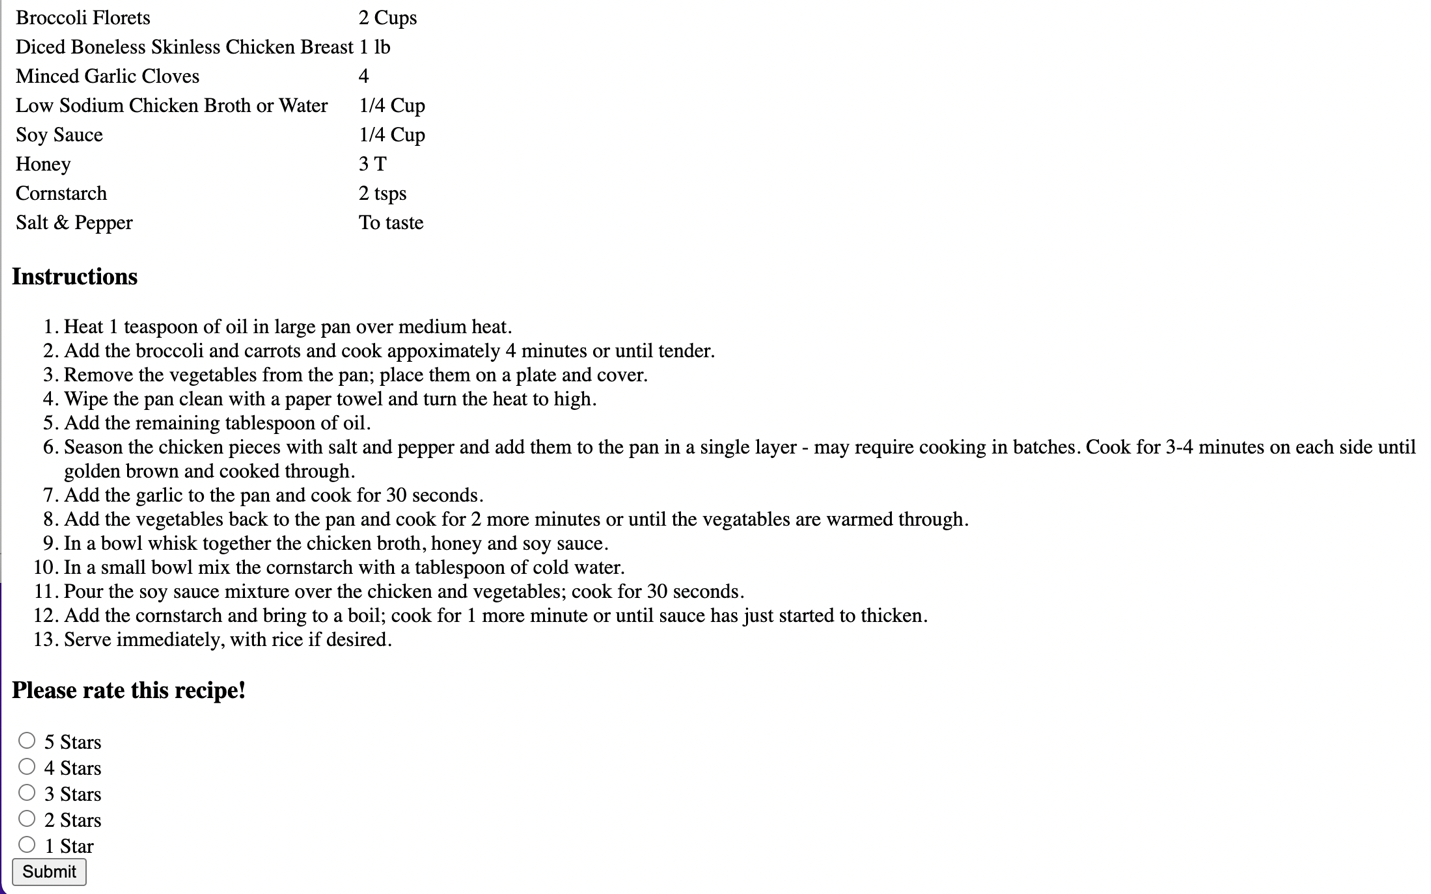 Broccoli Florets 2 Cups
Diced Boneless Skinless Chicken Breast 1 lb
Minced Garlic Cloves 4
Low Sodium Chicken Broth or Water 1/4 Cup
Soy Sauce 1/4 Cup
Honey 3 T
Cornstarch 2 tsps
Salt & Pepper To taste
Instructions
1. Heat 1 teaspoon of oil in large pan over medium heat.
2. Add the broccoli and carrots and cook appoximately 4 minutes or until tender.
3. Remove the vegetables from the pan; place them on a plate and cover.
4. Wipe the pan clean with a paper towel and turn the heat to high.
5. Add the remaining tablespoon of oil.
6. Season the chicken pieces with salt and pepper and add them to the pan in a single layer - may require cooking in batches. Cook for 3-4 minutes on each side until
golden brown and cooked through.
7. Add the garlic to the pan and cook for 30 seconds.
8. Add the vegetables back to the pan and cook for 2 more minutes or until the vegatables are warmed through.
9. In a bowl whisk together the chicken broth, honey and soy sauce.
10. In a small bowl mix the cornstarch with a tablespoon of cold water.
11. Pour the soy sauce mixture over the chicken and vegetables; cook for 30 seconds.
12. Add the cornstarch and bring to a boil; cook for 1 more minute or until sauce has just started to thicken.
13. Serve immediately, with rice if desired.
Please rate this recipe!
5 Stars
4 Stars
3 Stars
2 Stars
1 Star
Submit